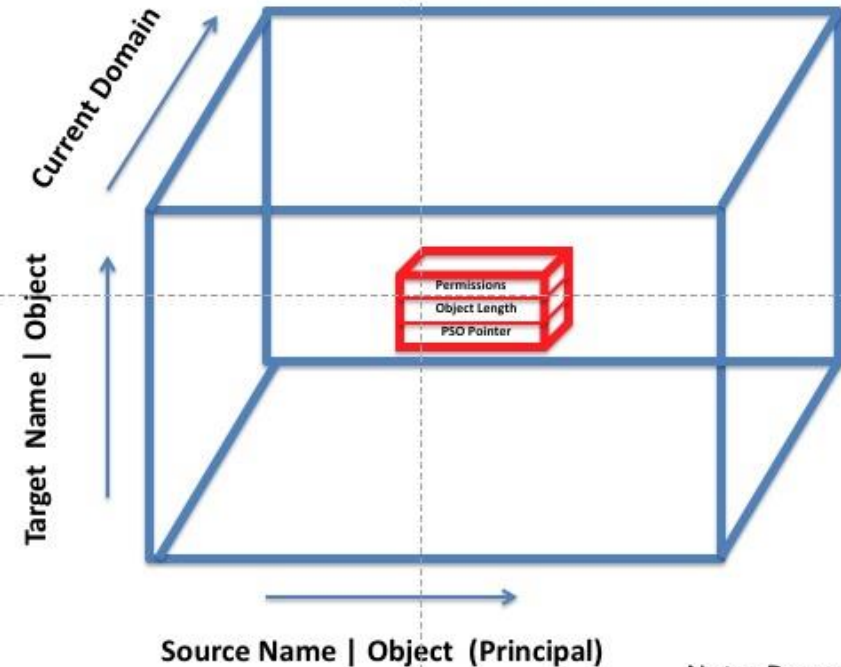 Current Domain
Target Name | Object
Permissions
Object Length
PSO Pointer
Source Name | Object (Principal)